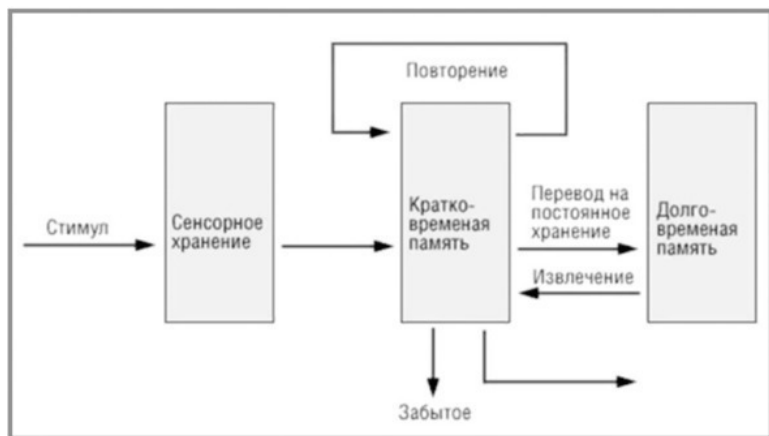 Повторение
Стимул
Сенсорное
хранение
Кратко-
временая
память
Перевод на
постоянное
хранение
Извлечение
Долго-
временая
память
Забытое